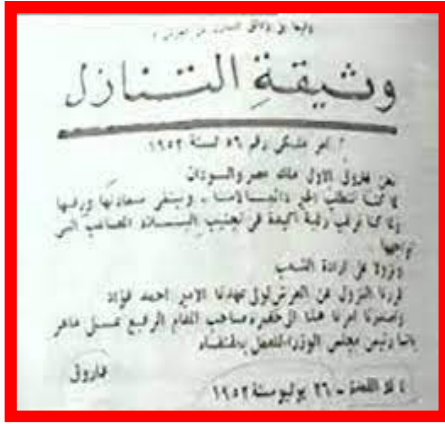 وثيقة التنازل
أمر ملكي رقم ٥٦ لسنة ١٩٥٢
نحن فاروق الاول ملك مصر والسودان
لما كنا نتطلب الخير دائما لامتنا . ونبتغي سعادتها ورقيها
ولما كنا نرغب رغبة اكيدة في تجنيب البلاد المصاعب التي
تواجهها
ونزولا على ارادة الشعب
قررنا النزول عن العرش لولي عهدنا الامير احمد فؤاد
واصدرنا امرنا هذا الى حضرة صاحب المقام الرفيع علي ماهر
باشا رئيس مجلس الوزراء للعمل بمقتضاه
فاروق
٢٦ يوليو سنة ١٩٥٢